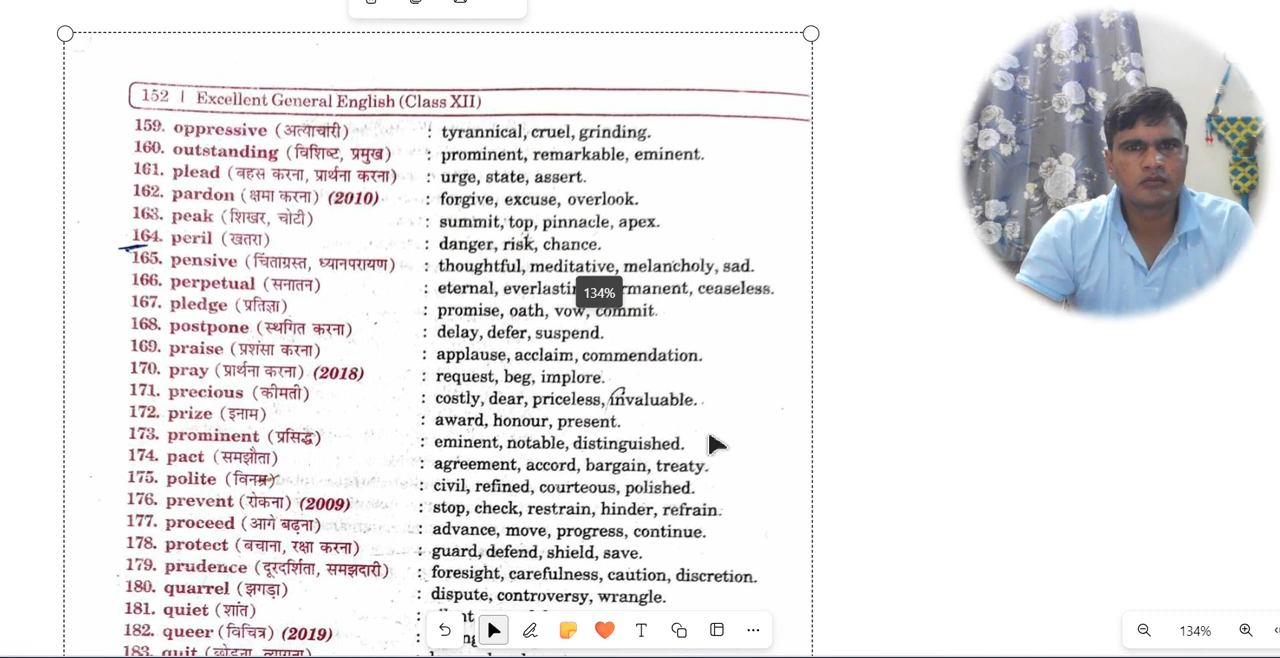 152 | Excellent General English (Class XII)
159. oppressive (अत्याचारी) : tyrannical, cruel, grinding.
160. outstanding (विशिष्ट, प्रमुख) : prominent, remarkable, eminent.
161. plead (बहस करना, प्रार्थना करना) : urge, state, assert.
162. pardon (क्षमा करना) (2010) : forgive, excuse, overlook.
163. peak (शिखर, चोटी) : summit, top, pinnacle, apex.
164. peril (खतरा) : danger, risk, chance.
165. pensive (चिंताग्रस्त, ध्यानपरायण) : thoughtful, meditative, melancholy, sad.
166. perpetual (सनातन) : eternal, ceaseless.
134%
167. pledge (प्रतिज्ञा) : promise, oath, vow, commit.
168. postpone (स्थगित करना) : delay, defer, suspend.
169. praise (प्रशंसा करना) : applause, acclaim, commendation.
170. pray (प्रार्थना करना) (2018) : request, beg, implore.
171. precious (कीमती) : costly, dear, priceless, invaluable.
172. prize (इनाम) : award, honour, present.
173. prominent (प्रसिद्ध) : eminent, notable, distinguished.
174. pact (समझौता) : agreement, accord, bargain, treaty.
175. polite (विनम्र) : civil, refined, courteous, polished.
176. prevent (रोकना) (2009) : stop, check, restrain, hinder, refrain.
177. proceed (आगे बढ़ना) : advance, move, progress, continue.
178. protect (बचाना, रक्षा करना) : guard, defend, shield, save.
179. prudence (दूरदर्शिता, समझदारी) : foresight, carefulness, caution, discretion.
180. quarrel (झगड़ा) : dispute, controversy, wrangle.
181. quiet (शांत) :
182. queer (विचित्र) (2019) :
183. quit (छोड़ना, त्यागना)
134%